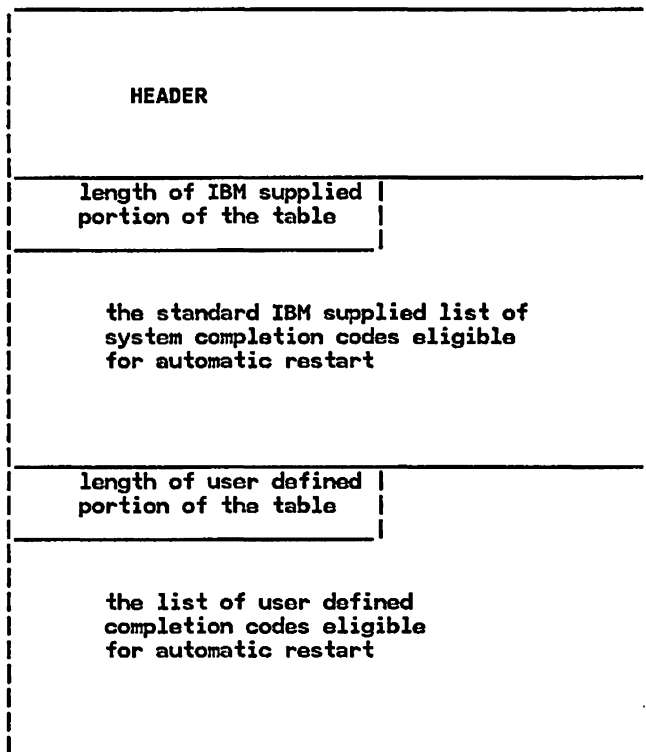 HEADER
length of IBM supplied
portion of the table
the standard IBM supplied list of
system completion codes eligible
for automatic restart
length of user defined
portion of the table
the list of user defined
completion codes eligible
for automatic restart